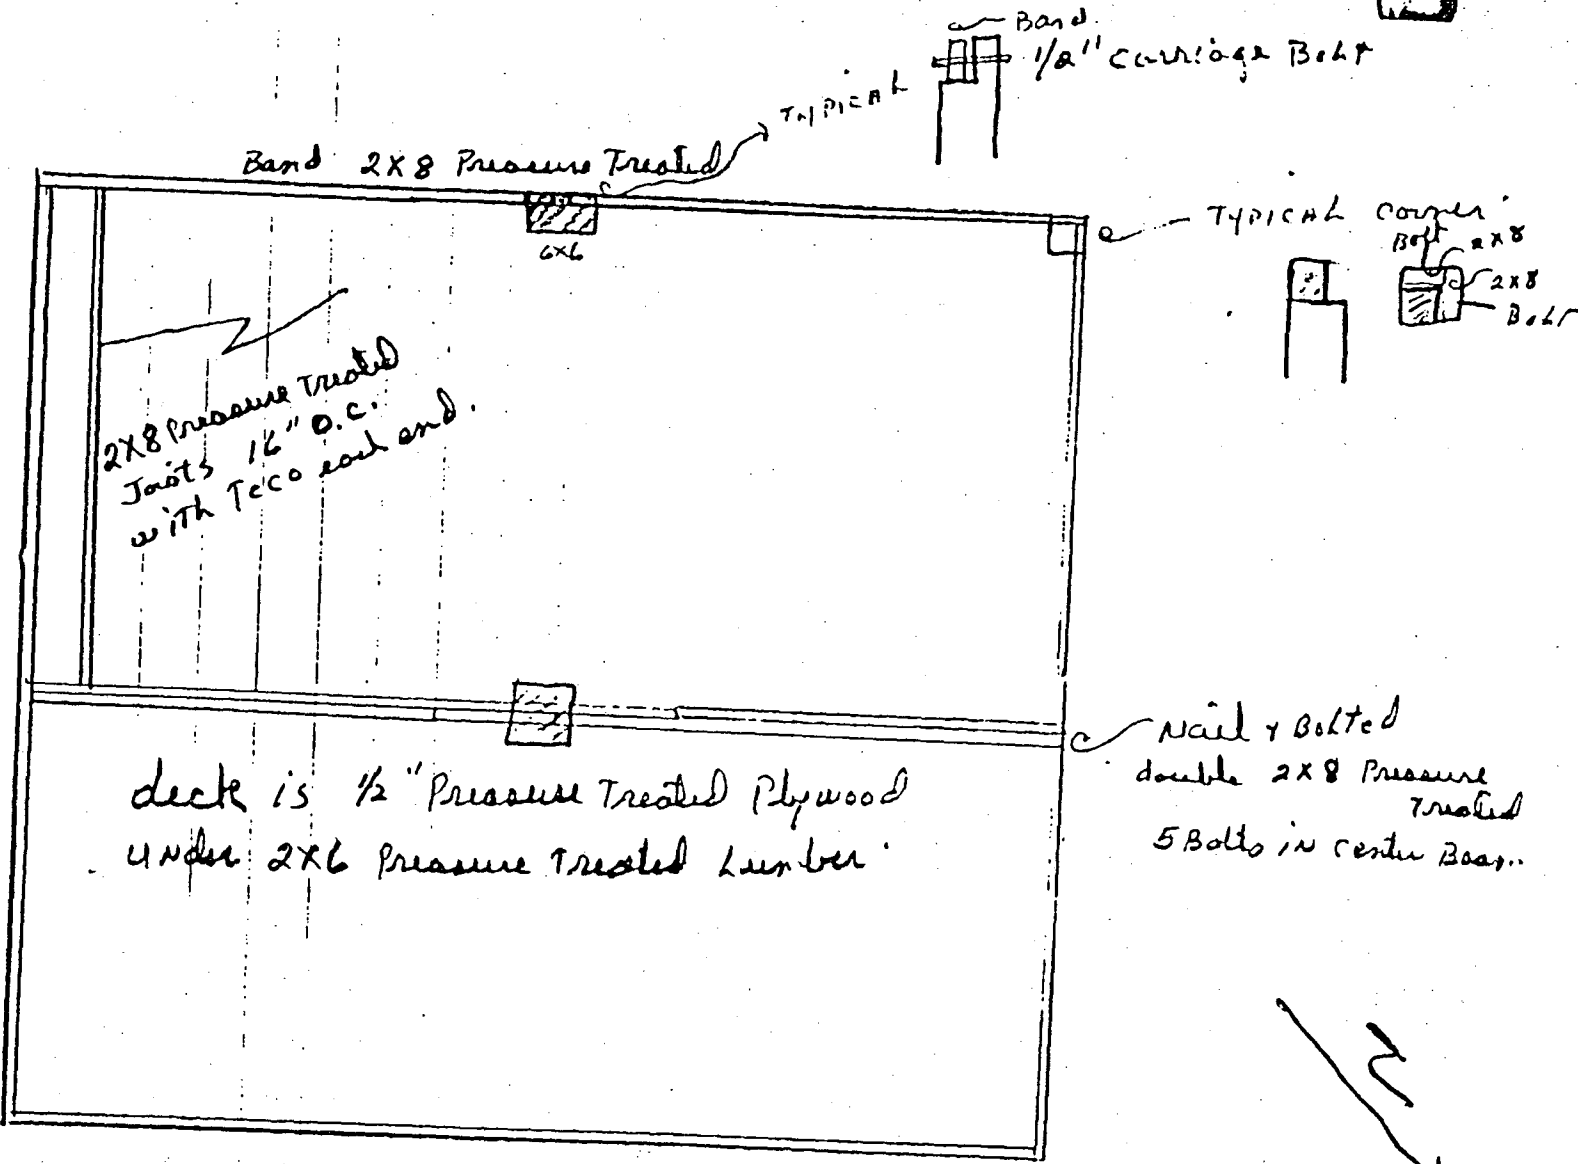 Band
1/2" Carriage Bolt
TYPICAL
Band 2X8 Pressure Treated
6X6
TYPICAL Corner
Bolt 2X8
2X8
Bolt
2X8 Pressure Treated
Joists 16" O.C.
with TECO each end.
Nail & Bolted
double 2X8 Pressure
Treated
5 Bolts in Center
deck is 1/2" Pressure Treated Plywood
under 2X6 Pressure Treated Lumber